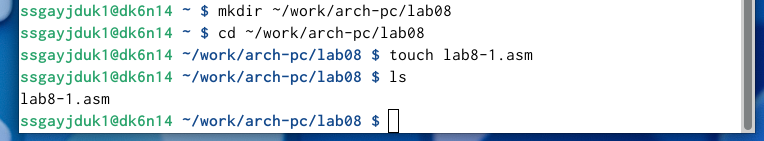 ssgayjduk1@dk6n14 ~ $ mkdir ~/work/arch-pc/lab08
ssgayjduk1@dk6n14 ~ $ cd ~/work/arch-pc/lab08
ssgayjduk1@dk6n14 ~/work/arch-pc/lab08 $ touch lab8-1.asm
ssgayjduk1@dk6n14 ~/work/arch-pc/lab08 $ ls
lab8-1.asm
ssgayjduk1@dk6n14 ~/work/arch-pc/lab08 $